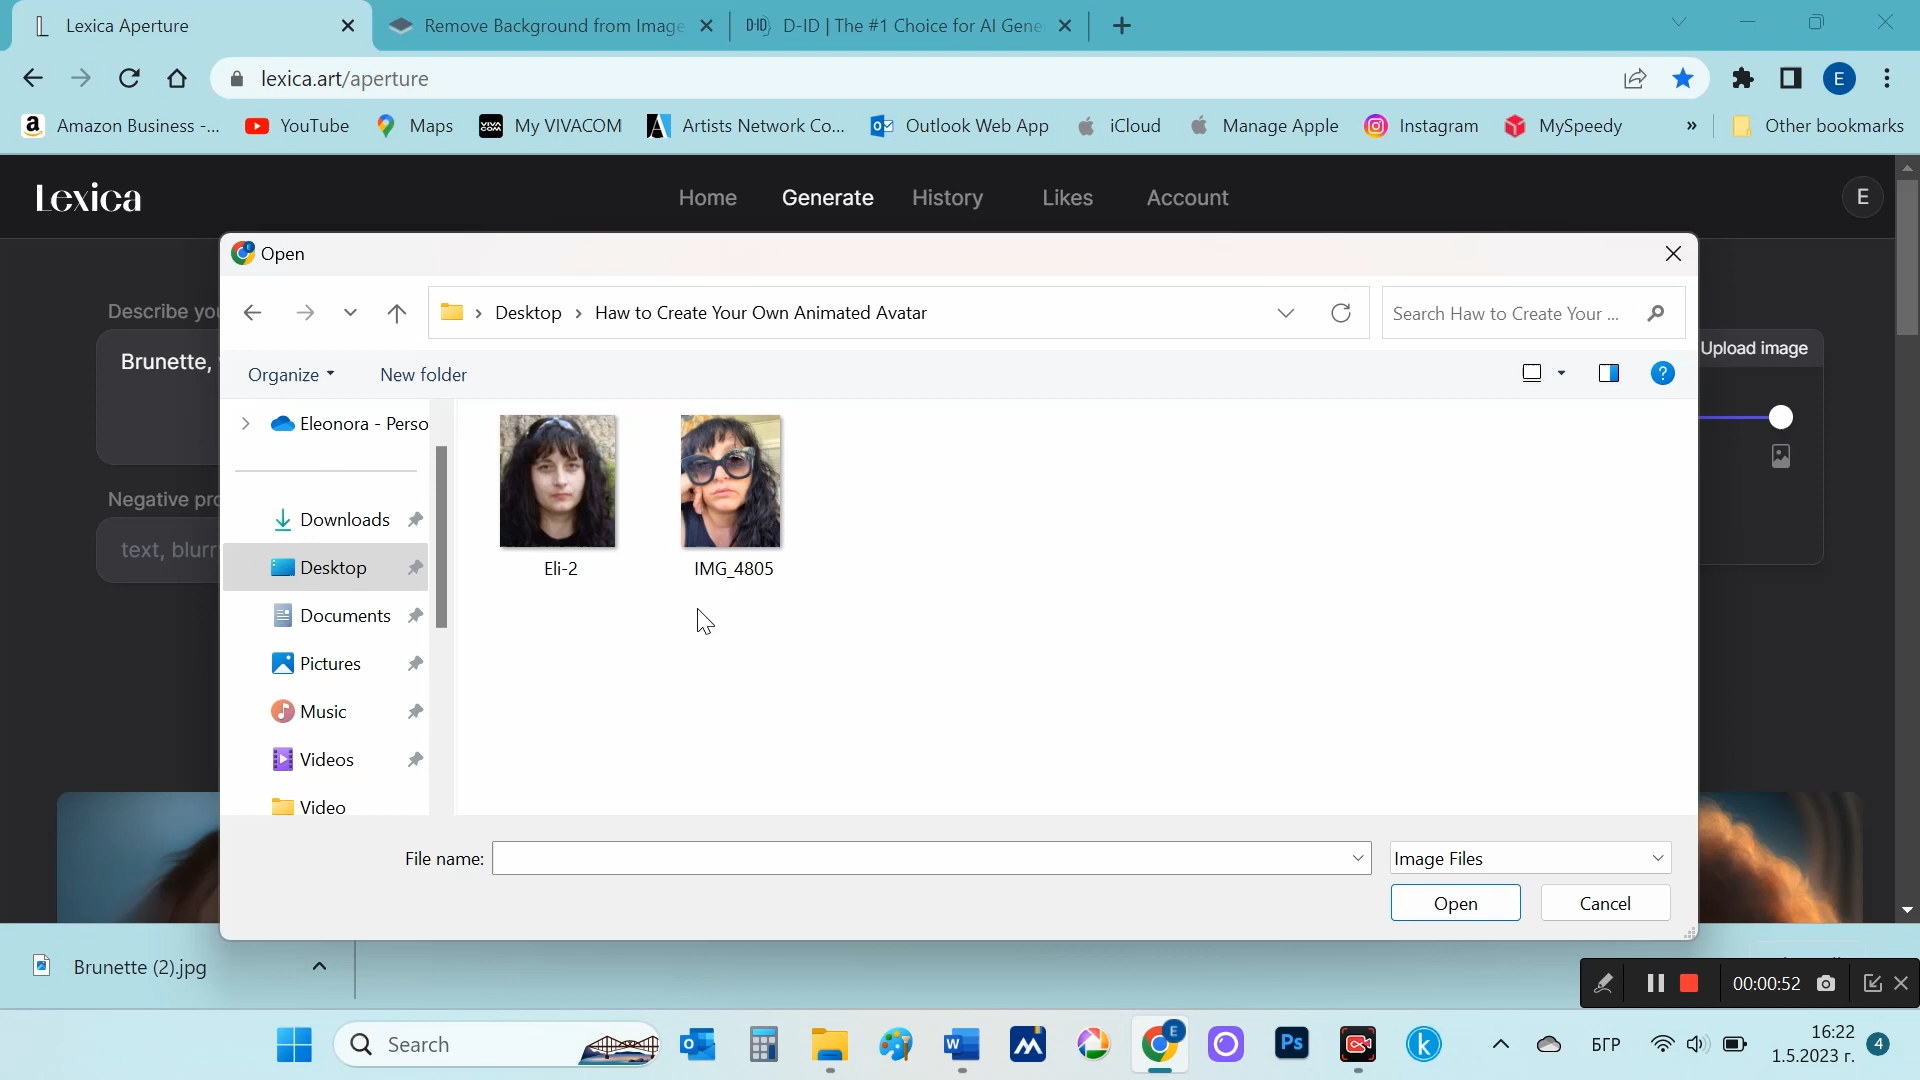 Lexica Aperture
Remove Background from Image
D-ID D-ID | The #1 Choice for AI Gene
lexica.art/aperture
E
Amazon Business -... YouTube Maps My VIVACOM Artists Network Co... Outlook Web App iCloud Manage Apple Instagram MySpeedy » Other bookmarks
Lexica Home Generate History Likes Account E
Open
Describe you
Desktop › Haw to Create Your Own Animated Avatar
Search Haw to Create Your ...
Upload image
Brunette,
Organize New folder
Eleonora - Perso
Negative pro
text, blurr
Downloads
Desktop
Documents
Pictures
Music
Videos
Video
Eli-2 IMG_4805
File name: Image Files
Open Cancel
Brunette (2).jpg
00:00:52
Search
Ps
БГР
16:22
1.5.2023 г.
4